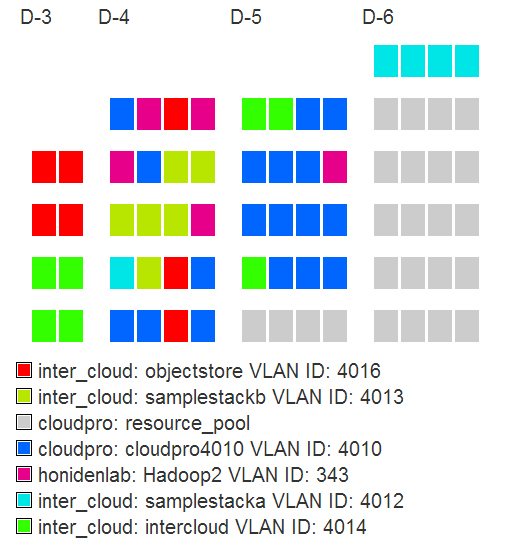 D-3 D-4 D-5 D-6
inter_cloud: objectstore VLAN ID: 4016
inter_cloud: samplestackb VLAN ID: 4013
cloudpro: resource_pool
cloudpro: cloudpro4010 VLAN ID: 4010
honidenlab: Hadoop2 VLAN ID: 343
inter_cloud: samplestacka VLAN ID: 4012
inter_cloud: intercloud VLAN ID: 4014